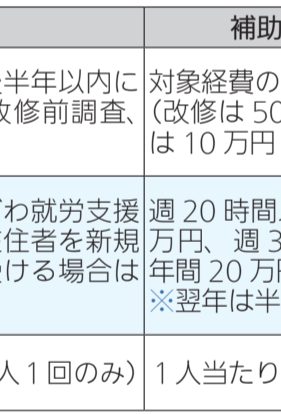 補助
後半年以内に
改修前調査、
対象経費の
（改修は 50
は 10 万円
わ就労支援
住者を新規
ける場合は
週 20 時間
万円、週 3
年間 20 万円
※翌年は半
人 1 回のみ）
1 人当たり